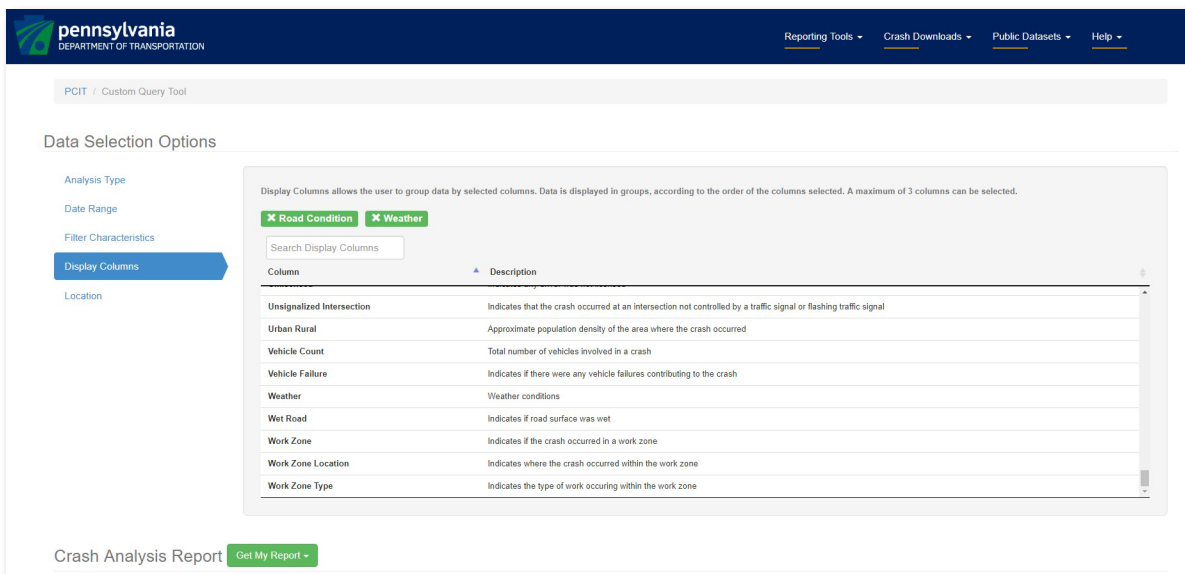 pennsylvania
DEPARTMENT OF TRANSPORTATION
Reporting Tools Crash Downloads Public Datasets Help
PCIT / Custom Query Tool
Data Selection Options
Analysis Type
Date Range
Filter Characteristics
Display Columns
Location
Display Columns allows the user to group data by selected columns. Data is displayed in groups, according to the order of the columns selected. A maximum of 3 columns can be selected.
✖ Road Condition ✖ Weather
Search Display Columns
Column Description
Unsignalized Intersection Indicates that the crash occurred at an intersection not controlled by a traffic signal or flashing traffic signal
Urban Rural Approximate population density of the area where the crash occurred
Vehicle Count Total number of vehicles involved in a crash
Vehicle Failure Indicates if there were any vehicle failures contributing to the crash
Weather Weather conditions
Wet Road Indicates if road surface was wet
Work Zone Indicates if the crash occurred in a work zone
Work Zone Location Indicates where the crash occurred within the work zone
Work Zone Type Indicates the type of work occuring within the work zone
Crash Analysis Report Get My Report